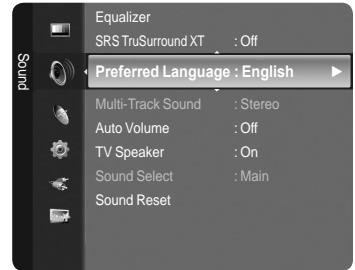 Sound
Equalizer
SRS TruSurround XT : Off
Preferred Language : English
Multi-Track Sound : Stereo
Auto Volume : Off
TV Speaker : On
Sound Select : Main
Sound Reset